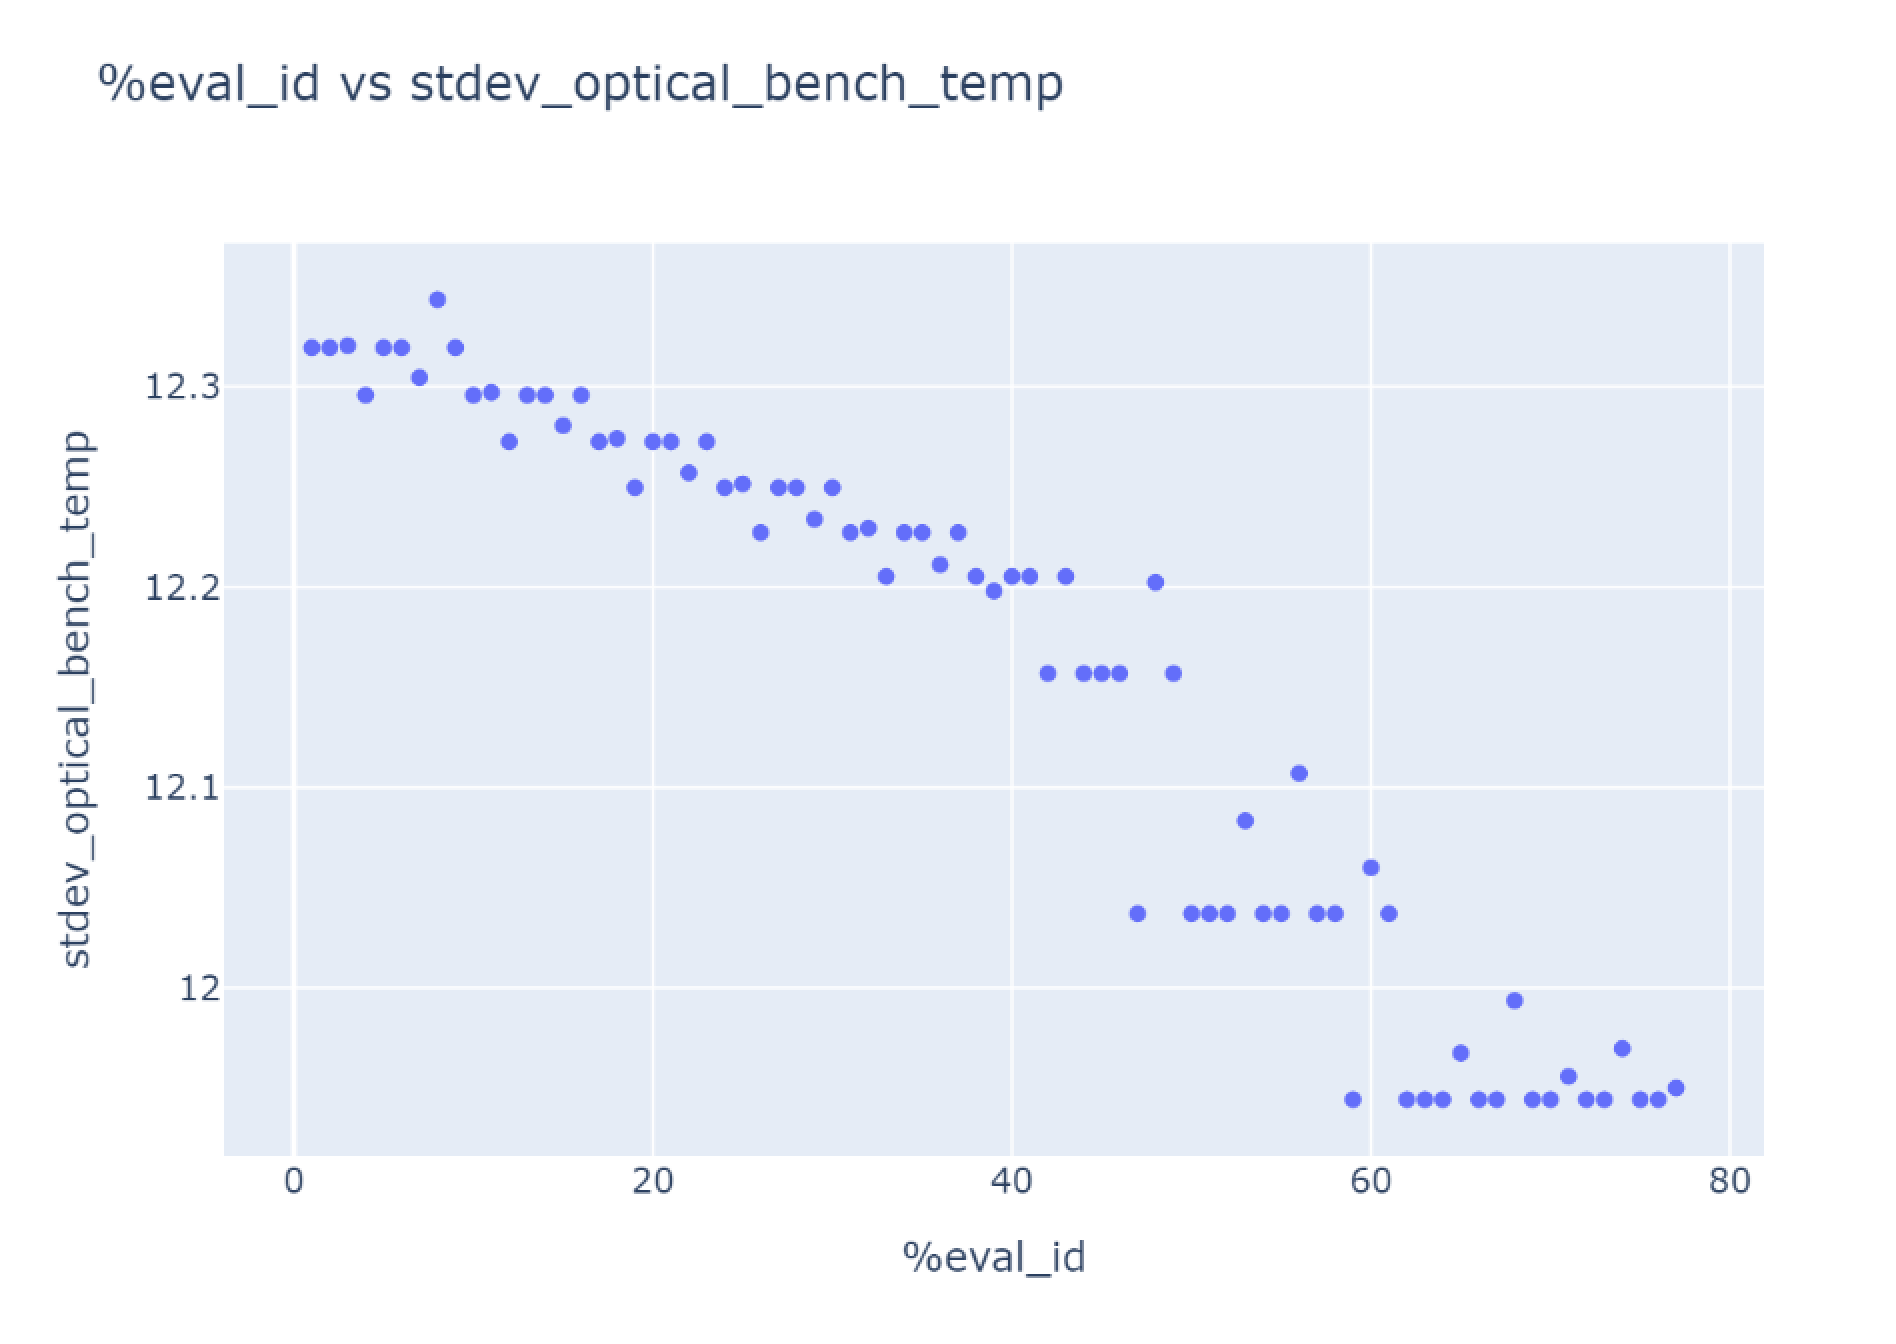 %eval_id vs stdev_optical_bench_temp
stdev_optical_bench_temp
12.3
12.2
12.1
12
0 20 40 60 80
%eval_id